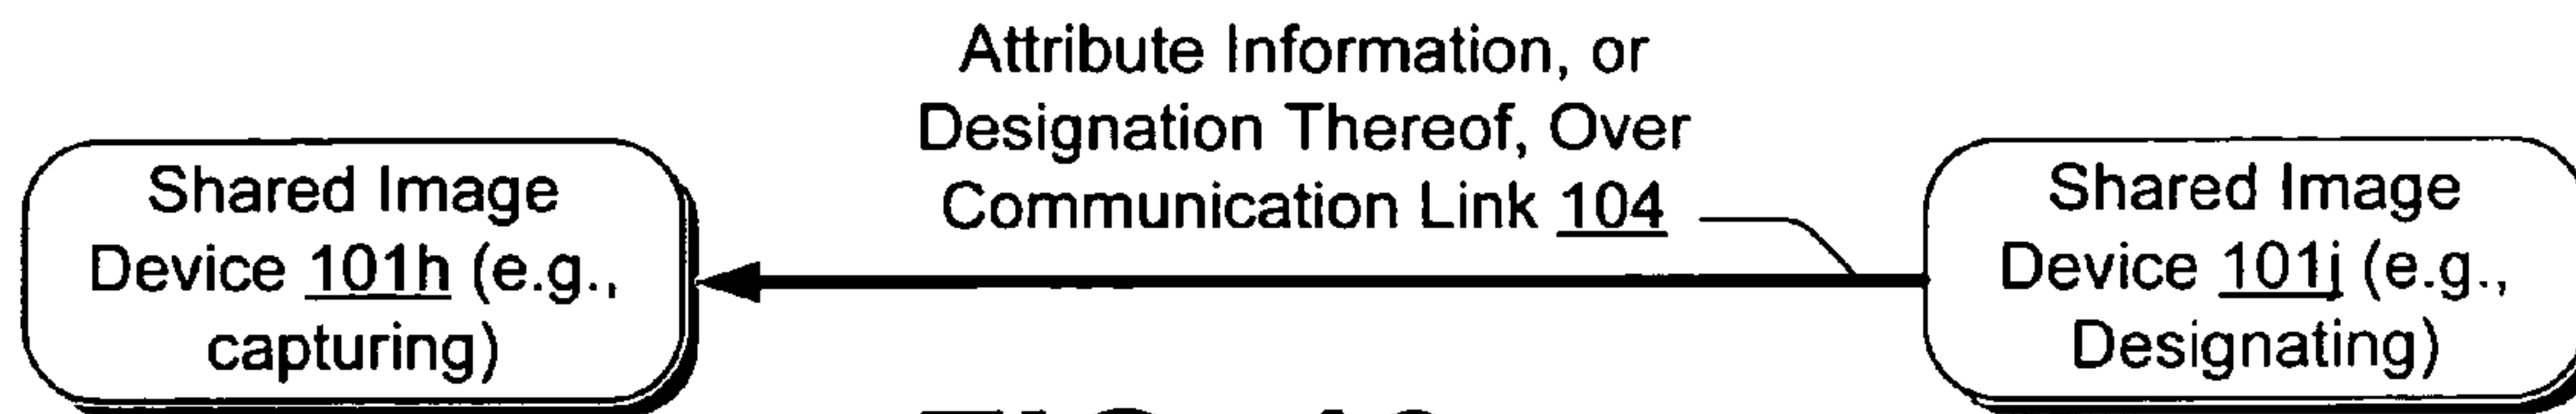 Attribute Information, or
Designation Thereof, Over
Communication Link 104
Shared Image
Device 101h (e.g.,
capturing)
Shared Image
Device 101j (e.g.,
Designating)